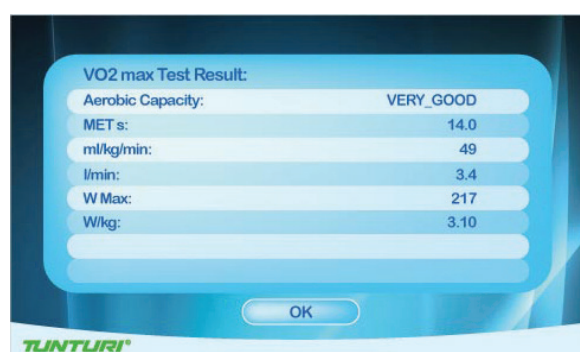 VO2 max Test Result:
Aerobic Capacity: VERY_GOOD
MET s: 14.0
ml/kg/min: 49
l/min: 3.4
W Max: 217
W/kg: 3.10
OK
TUNTURI®